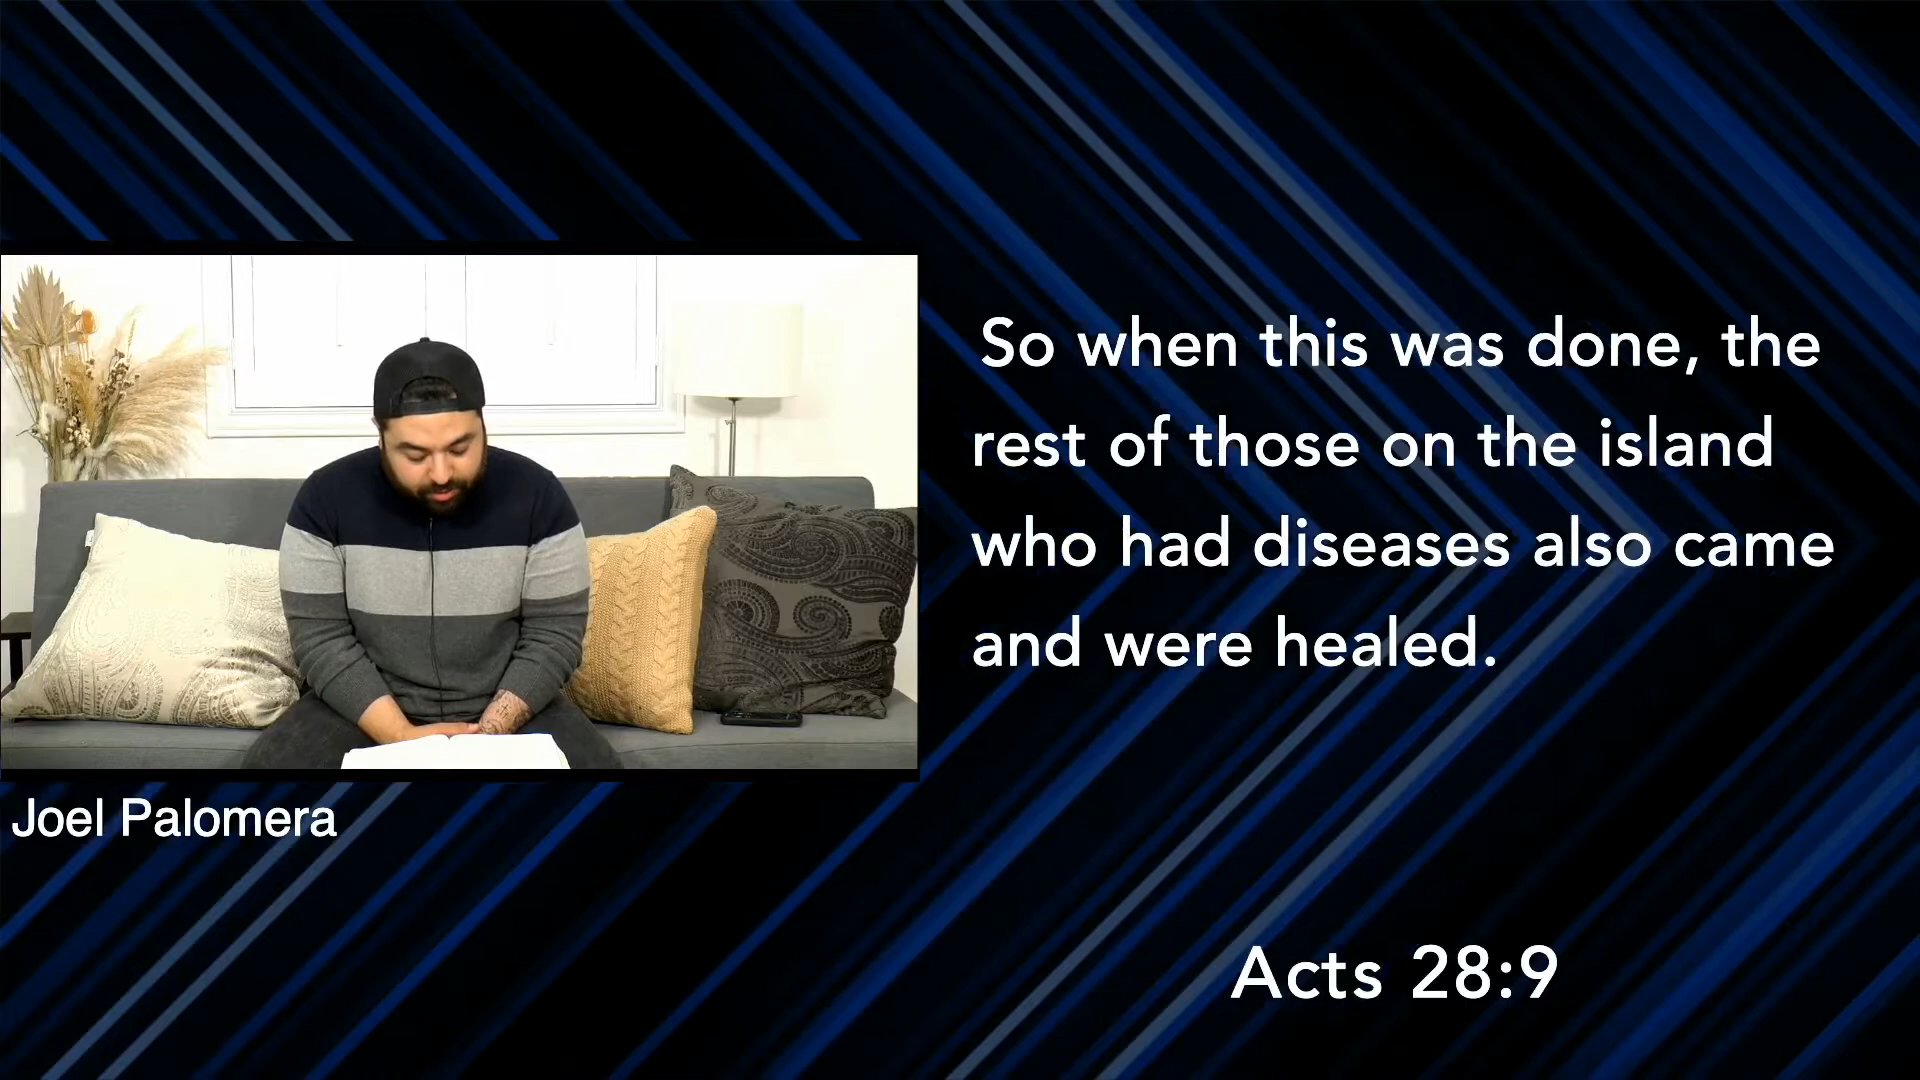 So when this was done, the
rest of those on the island
who had diseases also came
and were healed.
Joel Palomera
Acts 28:9